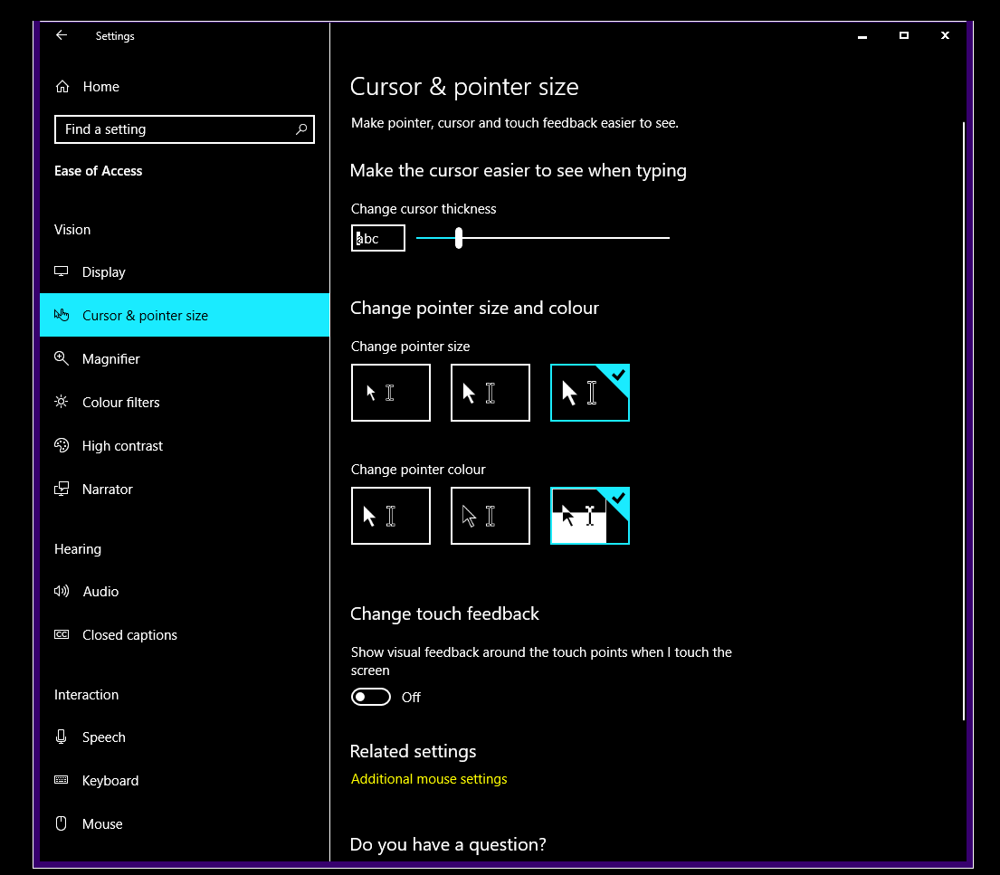 Settings
Home
Find a setting
Ease of Access
Vision
Display
Cursor & pointer size
Magnifier
Colour filters
High contrast
Narrator
Hearing
Audio
CC
Closed captions
Interaction
Speech
Keyboard
Mouse
Cursor & pointer size
Make pointer, cursor and touch feedback easier to see.
Make the cursor easier to see when typing
Change cursor thickness
abc
Change pointer size and colour
Change pointer size
Change pointer colour
Change touch feedback
Show visual feedback around the touch points when I touch the
screen
Off
Related settings
Additional mouse settings
Do you have a question?